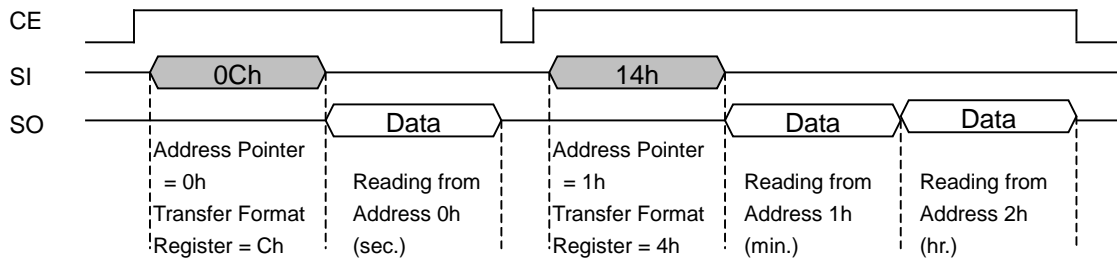 CE
SI
0Ch
14h
SO
Data
Data
Data
Address Pointer
= 0h
Transfer Format
Register = Ch
Reading from
Address 0h
(sec.)
Address Pointer
= 1h
Transfer Format
Register = 4h
Reading from
Address 1h
(min.)
Reading from
Address 2h
(hr.)